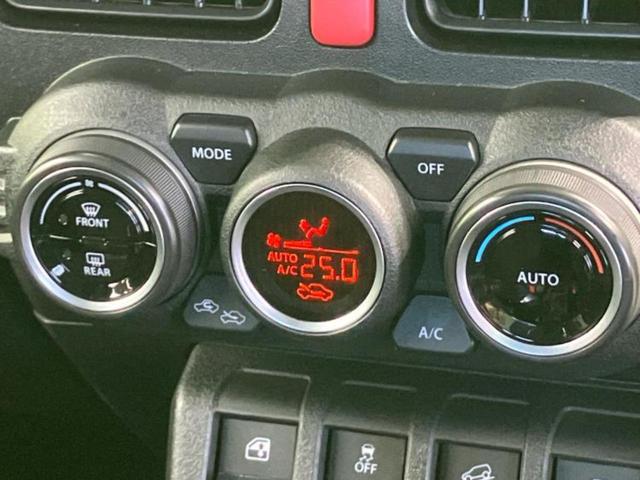 MODE
OFF
FRONT
REAR
AUTO
A/C 25.0
AUTO
A/C
OFF